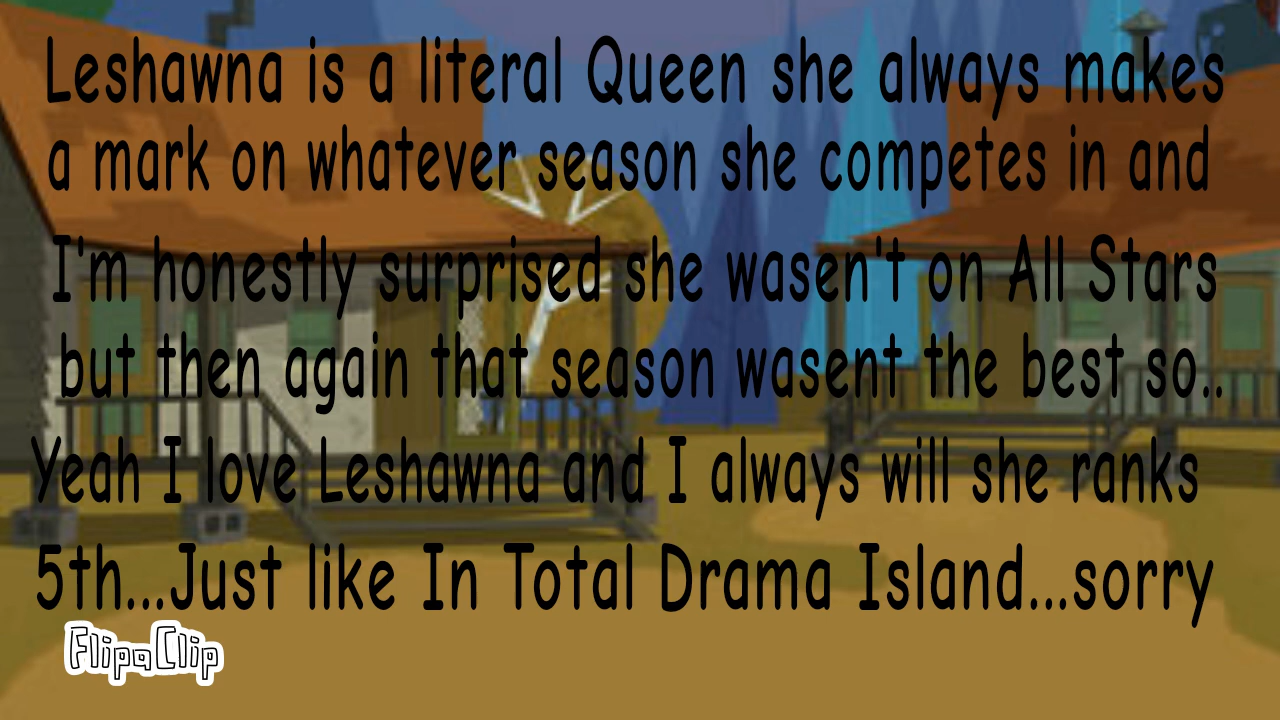 Leshawna is a literal Queen she always makes
a mark on whatever season she competes in and
I'm honestly surprised she wasen't on All Stars
but then again that season wasent the best so..
Yeah I love Leshawna and I always will she ranks
5th...Just like In Total Drama Island...sorry
FlipaClip